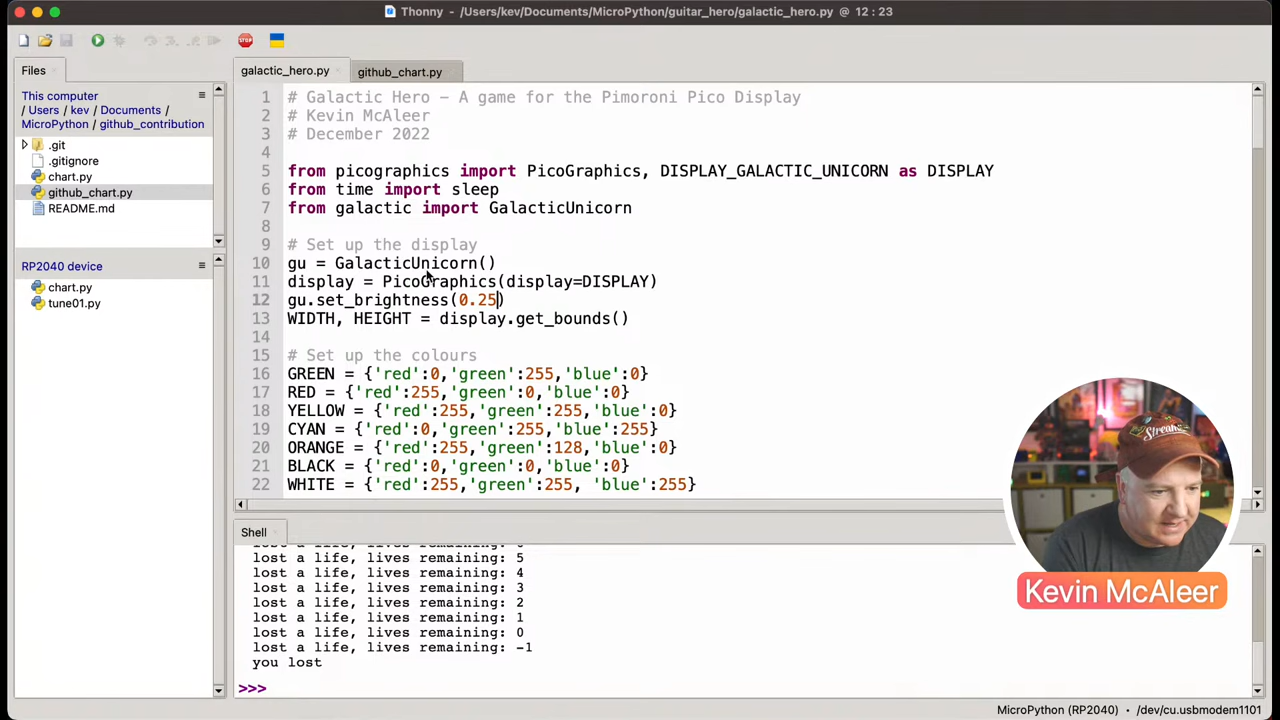 Thonny - /Users/kev/Documents/MicroPython/guitar_hero/galactic_hero.py @ 12 : 23
Files
This computer
/ Users / kev / Documents /
MicroPython / github_contribution
.git
.gitignore
chart.py
github_chart.py
README.md
RP2040 device
chart.py
tune01.py
galactic_hero.py
github_chart.py
1 # Galactic Hero – A game for the Pimoroni Pico Display
2 # Kevin McAleer
3 # December 2022
4
5 from picographics import PicoGraphics, DISPLAY_GALACTIC_UNICORN as DISPLAY
6 from time import sleep
7 from galactic import GalacticUnicorn
8
9 # Set up the display
10 gu = GalacticUnicorn()
11 display = PicoGraphics(display=DISPLAY)
12 gu.set_brightness(0.25)
13 WIDTH, HEIGHT = display.get_bounds()
14
15 # Set up the colours
16 GREEN = {'red':0,'green':255,'blue':0}
17 RED = {'red':255,'green':0,'blue':0}
18 YELLOW = {'red':255,'green':255,'blue':0}
19 CYAN = {'red':0,'green':255,'blue':255}
20 ORANGE = {'red':255,'green':128,'blue':0}
21 BLACK = {'red':0,'green':0,'blue':0}
22 WHITE = {'red':255,'green':255, 'blue':255}
Shell
lost a life, lives remaining: 5
lost a life, lives remaining: 4
lost a life, lives remaining: 3
lost a life, lives remaining: 2
lost a life, lives remaining: 1
lost a life, lives remaining: 0
lost a life, lives remaining: -1
you lost
>>>
Kevin McAleer
MicroPython (RP2040) • /dev/cu.usbmodem1101